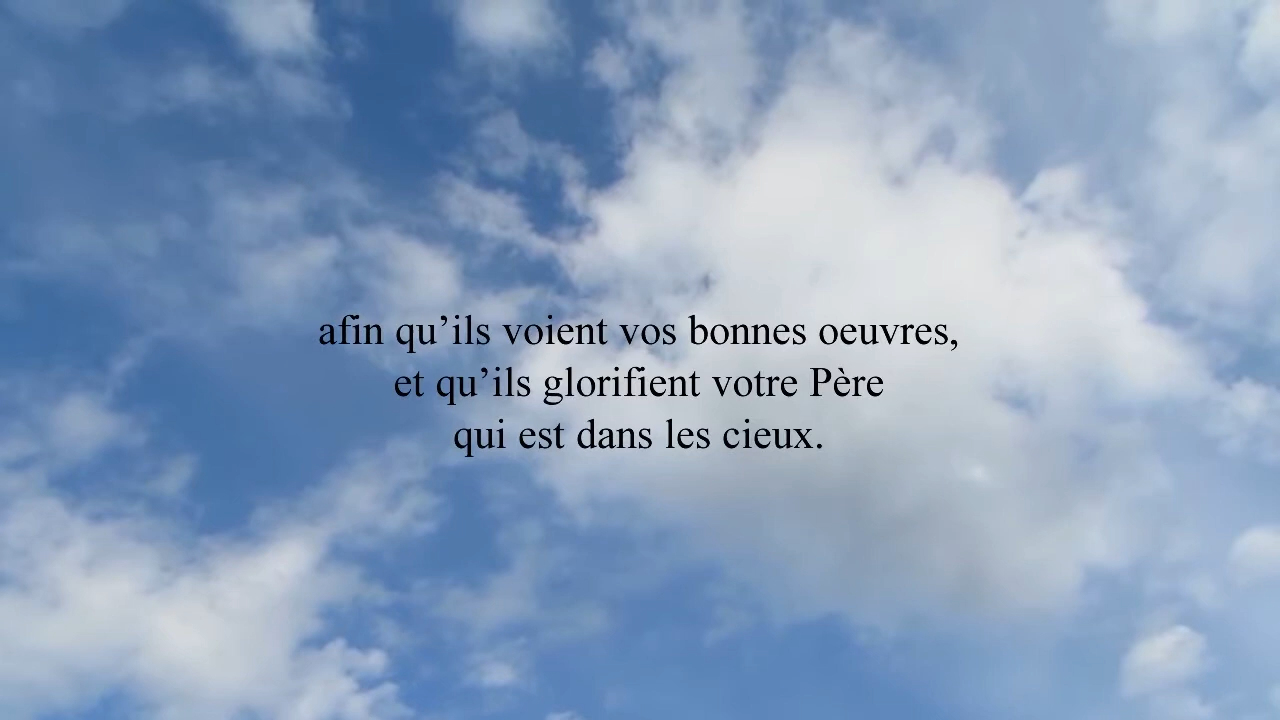 afin qu’ils voient vos bonnes oeuvres,
et qu’ils glorifient votre Père
qui est dans les cieux.